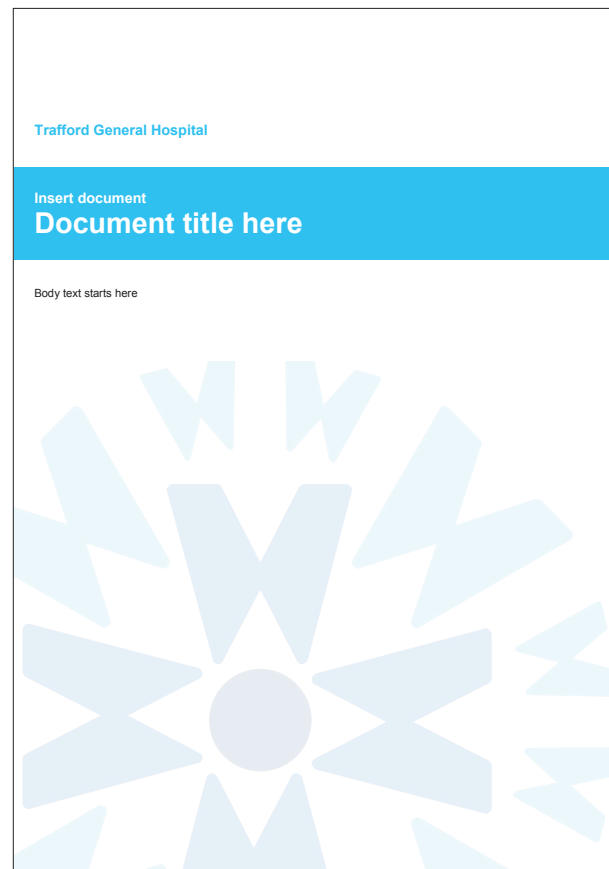 Trafford General Hospital
Insert document
Document title here
Body text starts here